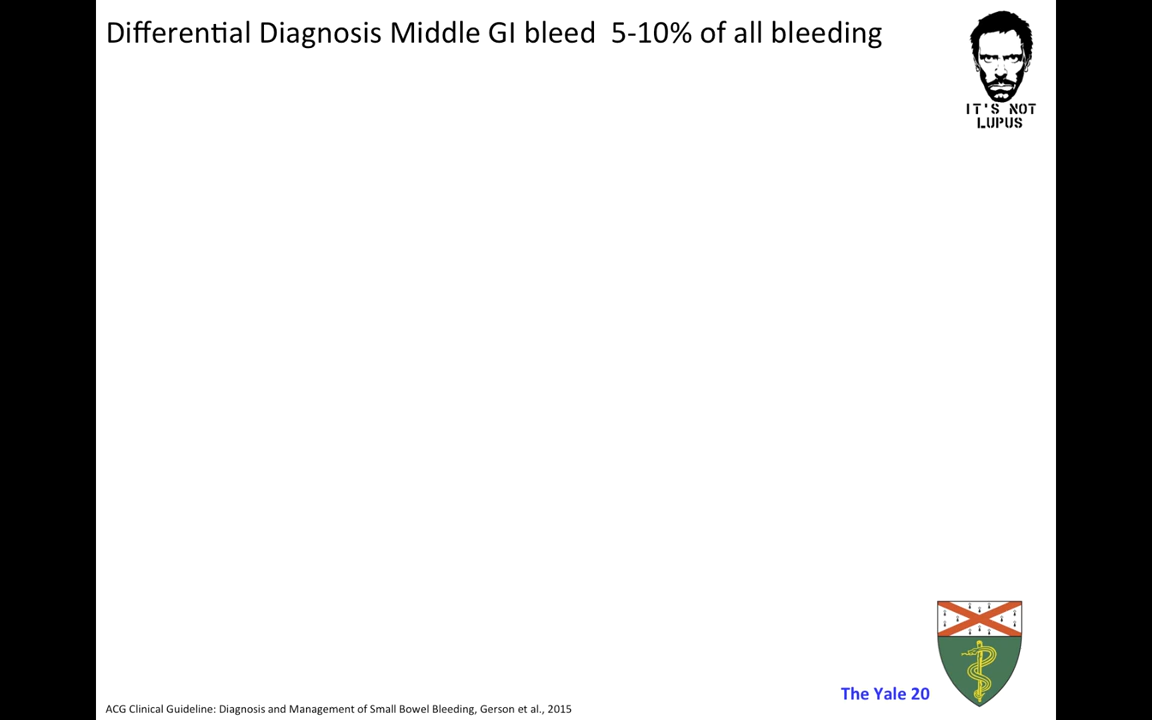 Differential Diagnosis Middle GI bleed  5-10% of all bleeding
IT'S NOT
LUPUS
The Yale 20
ACG Clinical Guideline: Diagnosis and Management of Small Bowel Bleeding, Gerson et al., 2015